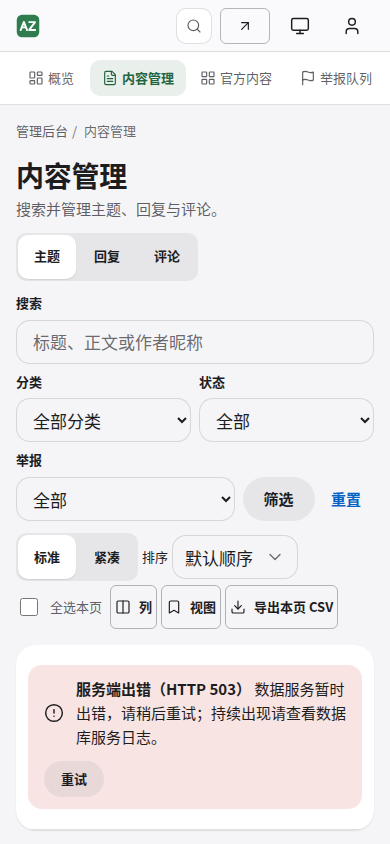 AZ
概览 内容管理 官方内容 举报队列
管理后台 / 内容管理
内容管理
搜索并管理主题、回复与评论。
主题 回复 评论
搜索
标题、正文或作者昵称
分类 状态
全部分类 全部
举报
全部 筛选 重置
标准 紧凑 排序 默认顺序
全选本页 列 视图 导出本页 CSV
服务端出错（HTTP 503） 数据服务暂时
出错，请稍后重试；持续出现请查看数据
库服务日志。
重试